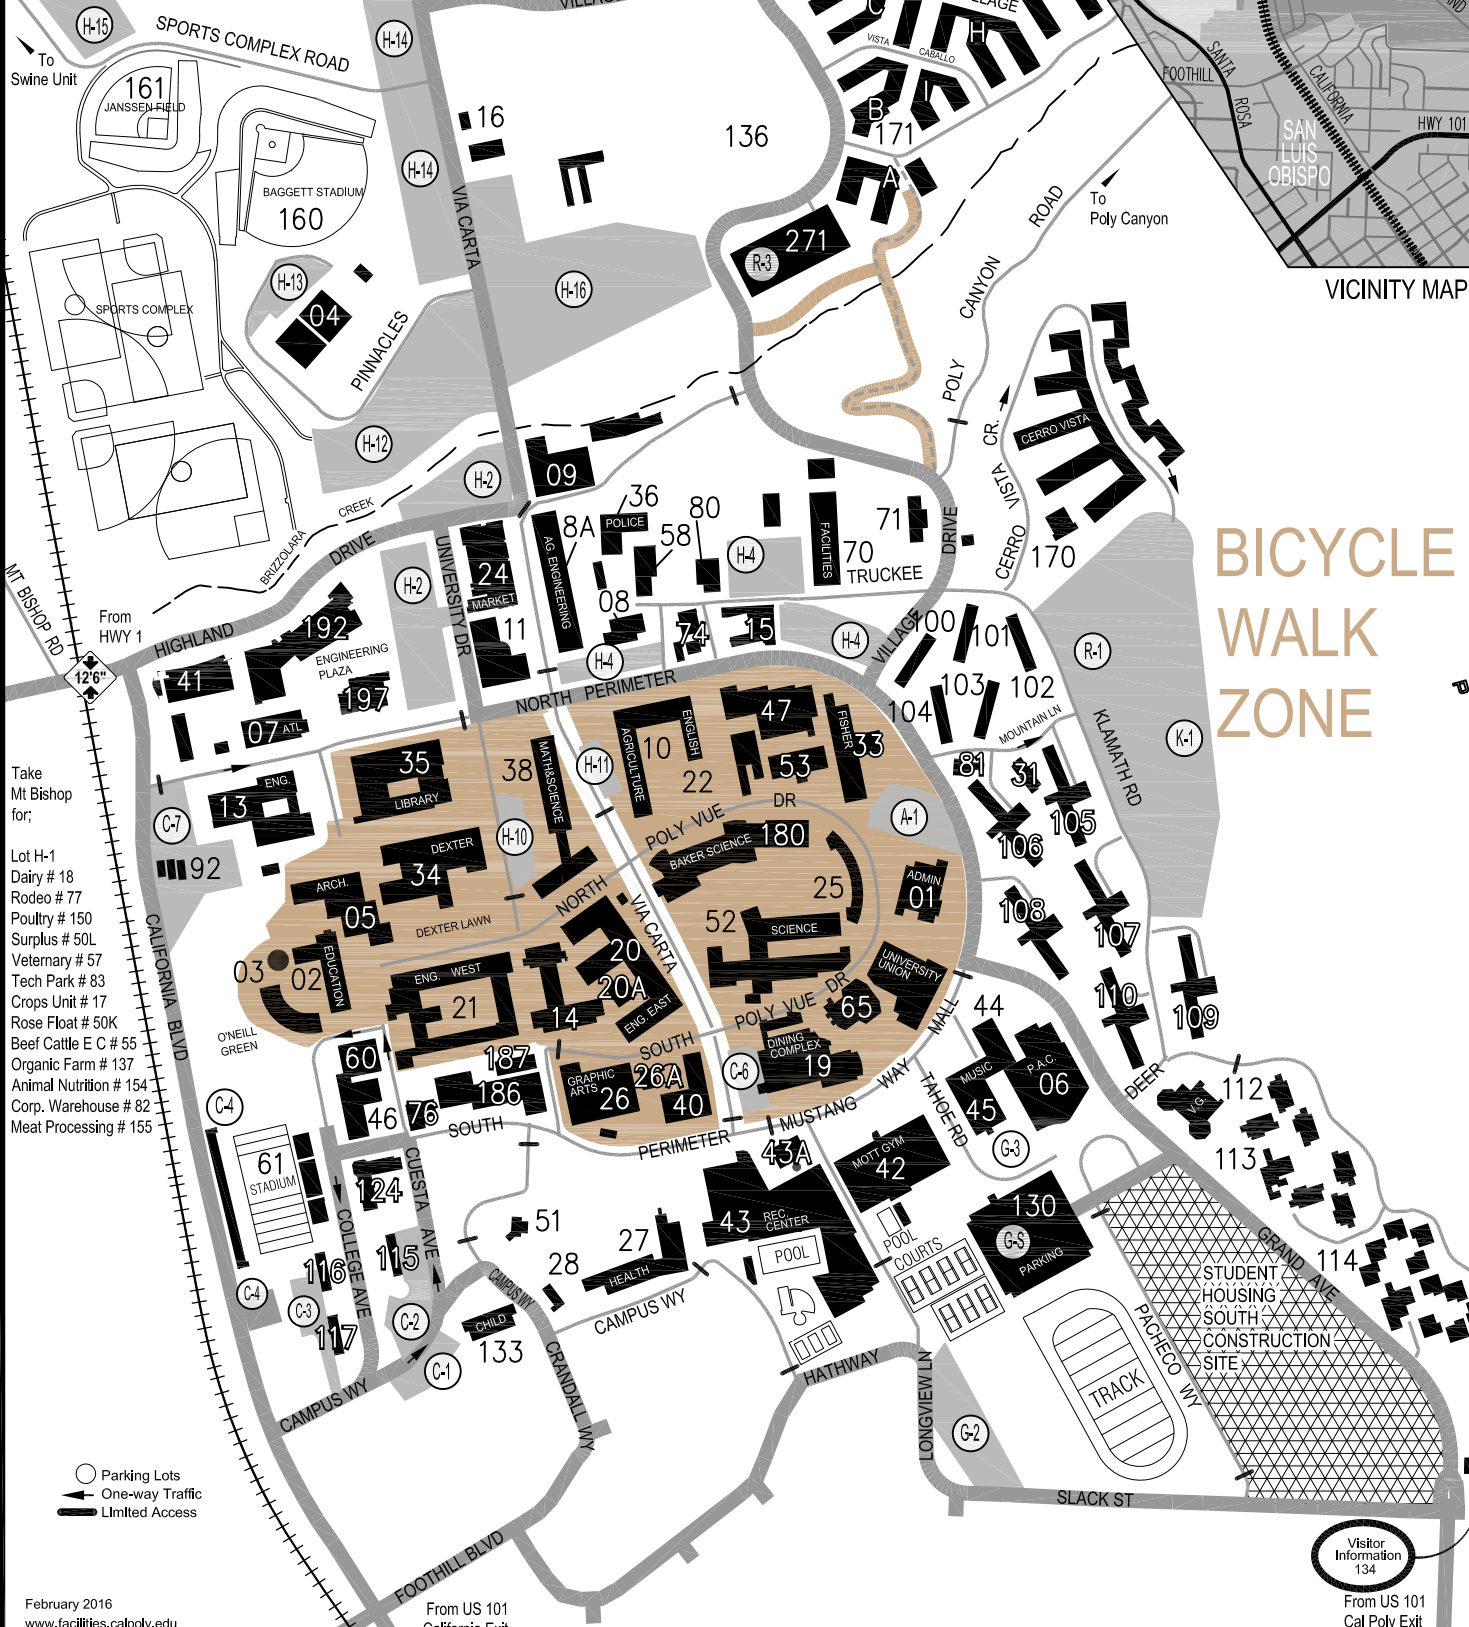 H-15
SPORTS COMPLEX ROAD
H-14
To
Swine Unit
161
JANSSEN FIELD
H-14
16
136
VIA CARTA
BAGGETT STADIUM
160
H-13
SPORTS COMPLEX
04
PINNACLES
H-16
H-12
H-2
C
H
VISTA
CABALLO
B
I
171
A
271
R-3
POLY
CANYON
ROAD
To
Poly Canyon
FOOTHILL
SANTA
ROSA
CALIFORNIA
HWY 101
SAN
LUIS
OBISPO
VICINITY MAP
BICYCLE
WALK
ZONE
CERRO VISTA
CERRO
VISTA
CR.
170
09
36
POLICE
8A
AG. ENGINEERING
58
80
H-4
FACILITIES
70
71
TRUCKEE
VILLAGE
DRIVE
08
74
15
H-4
H-4
BRIZZOLARA
CREEK
HIGHLAND
DRIVE
MT BISHOP RD
From
HWY 1
12'6"
H-2
UNIVERSITY DR
24
MARKET
11
192
ENGINEERING
PLAZA
197
41
07
ATL
NORTH PERIMETER
100
101
102
103
104
MOUNTAIN LN
R-1
K-1
KLAMATH RD
81
31
105
106
107
108
109
110
Take
Mt Bishop
for;
Lot H-1
Dairy # 18
Rodeo # 77
Poultry # 150
Surplus # 50L
Veternary # 57
Tech Park # 83
Crops Unit # 17
Rose Float # 50K
Beef Cattle E C # 55
Organic Farm # 137
Animal Nutrition # 154
Corp. Warehouse # 82
Meat Processing # 155
C-7
92
13
ENG.
35
LIBRARY
DEXTER
34
ARCH.
05
DEXTER LAWN
03
02
EDUCATION
O'NEILL
GREEN
38
MATH&SCIENCE
H-10
H-11
AGRICULTURE
10
ENGLISH
22
47
53
FISHER
33
A-1
NORTH
POLY VUE
DR
BAKER SCIENCE
180
25
ADMIN.
01
52
SCIENCE
UNIVERSITY
UNION
65
VIA CARTA
20
20A
ENG. EAST
ENG. WEST
21
14
SOUTH
POLY VUE
DR
DINING
COMPLEX
19
C-6
GRAPHIC
ARTS
26
26A
40
187
186
76
60
46
SOUTH
PERIMETER
MUSTANG
WAY
MALL
44
MUSIC
45
P.A.C.
06
TAHOE RD
G-3
DEER
V.G.
112
113
114
CALIFORNIA BLVD
C-4
61
STADIUM
124
COLLEGE AVE
CUESTA AVE
115
116
117
C-4
C-3
C-2
C-1
51
28
27
HEALTH
CHILD
133
CAMPUS WY
CAMPUS WY
CAMPUS WY
CRANDALL WY
43A
43
REC.
CENTER
POOL
MOTT GYM
42
POOL
COURTS
130
G-S
PARKING
HATHWAY
LONGVIEW LN
G-2
TRACK
PACHECO WY
GRAND AVE
STUDENT
HOUSING
SOUTH
CONSTRUCTION
SITE
SLACK ST
FOOTHILL BLVD
Parking Lots
One-way Traffic
Limited Access
Visitor
Information
134
February 2016
www.facilities.calpoly.edu
From US 101
California Exit
From US 101
Cal Poly Exit